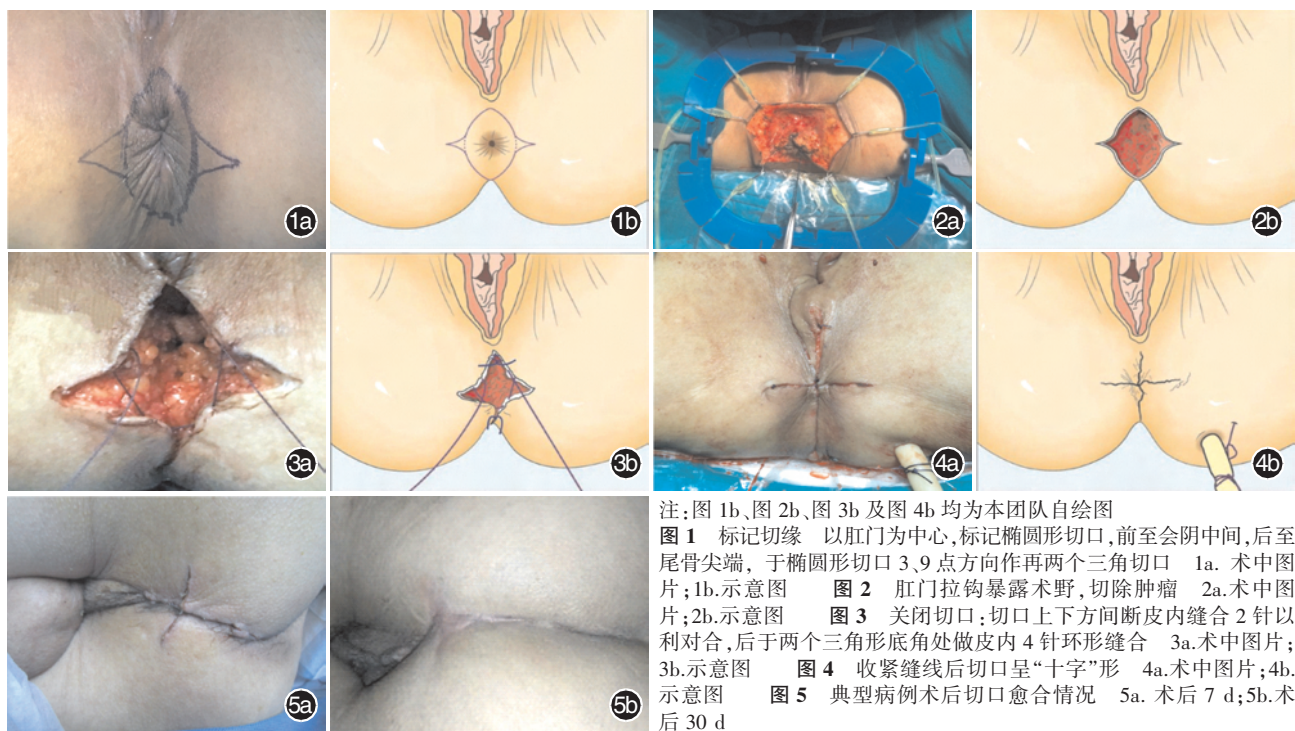 1a
1b
2a
2b
3a
3b
4a
4b
5a
5b
注:图 1b、图 2b、图 3b 及图 4b 均为本团队自绘图
图 1 标记切缘 以肛门为中心,标记椭圆形切口,前至会阴中间,后至
尾骨尖端, 于椭圆形切口 3、9 点方向作再两个三角切口 1a. 术中图
片;1b.示意图 图 2 肛门拉钩暴露术野,切除肿瘤 2a.术中图
片;2b.示意图 图 3 关闭切口:切口上下方间断皮内缝合 2 针以
利对合,后于两个三角形底角处做皮内 4 针环形缝合 3a.术中图片;
3b.示意图 图 4 收紧缝线后切口呈“十字”形 4a.术中图片;4b.
示意图 图 5 典型病例术后切口愈合情况 5a. 术后 7 d;5b.术
后 30 d